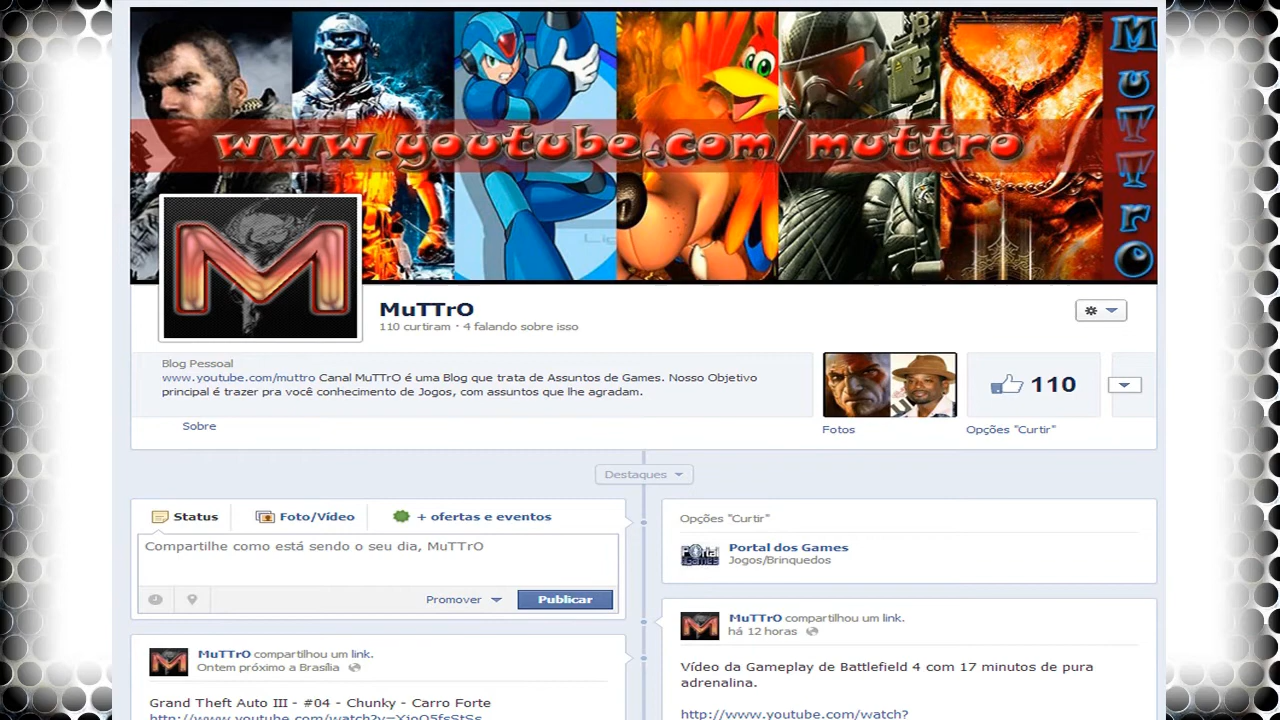 www.youtube.com/muttro
MuTTro
M
MuTTrO
110 curtiram · 4 falando sobre isso
Blog Pessoal
www.youtube.com/muttro Canal MuTTrO é uma Blog que trata de Assuntos de Games. Nosso Objetivo
principal é trazer pra você conhecimento de Jogos, com assuntos que lhe agradam.
Sobre
110
Fotos
Opções "Curtir"
Destaques
Status
Foto/Vídeo
+ ofertas e eventos
Compartilhe como está sendo o seu dia, MuTTrO
Promover
Publicar
MuTTrO compartilhou um link.
Ontem próximo a Brasília
Grand Theft Auto III - #04 - Chunky - Carro Forte
Opções "Curtir"
Portal dos Games
Jogos/Brinquedos
MuTTrO compartilhou um link.
há 12 horas
Vídeo da Gameplay de Battlefield 4 com 17 minutos de pura
adrenalina.
http://www.youtube.com/watch?